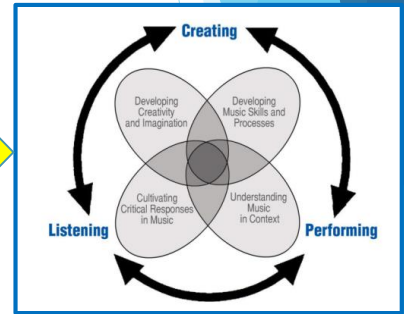 Creating
Developing
Creativity
and Imagination
Developing
Music Skills and
Processes
Cultivating
Critical Responses
in Music
Understanding
Music
in Context
Listening
Performing